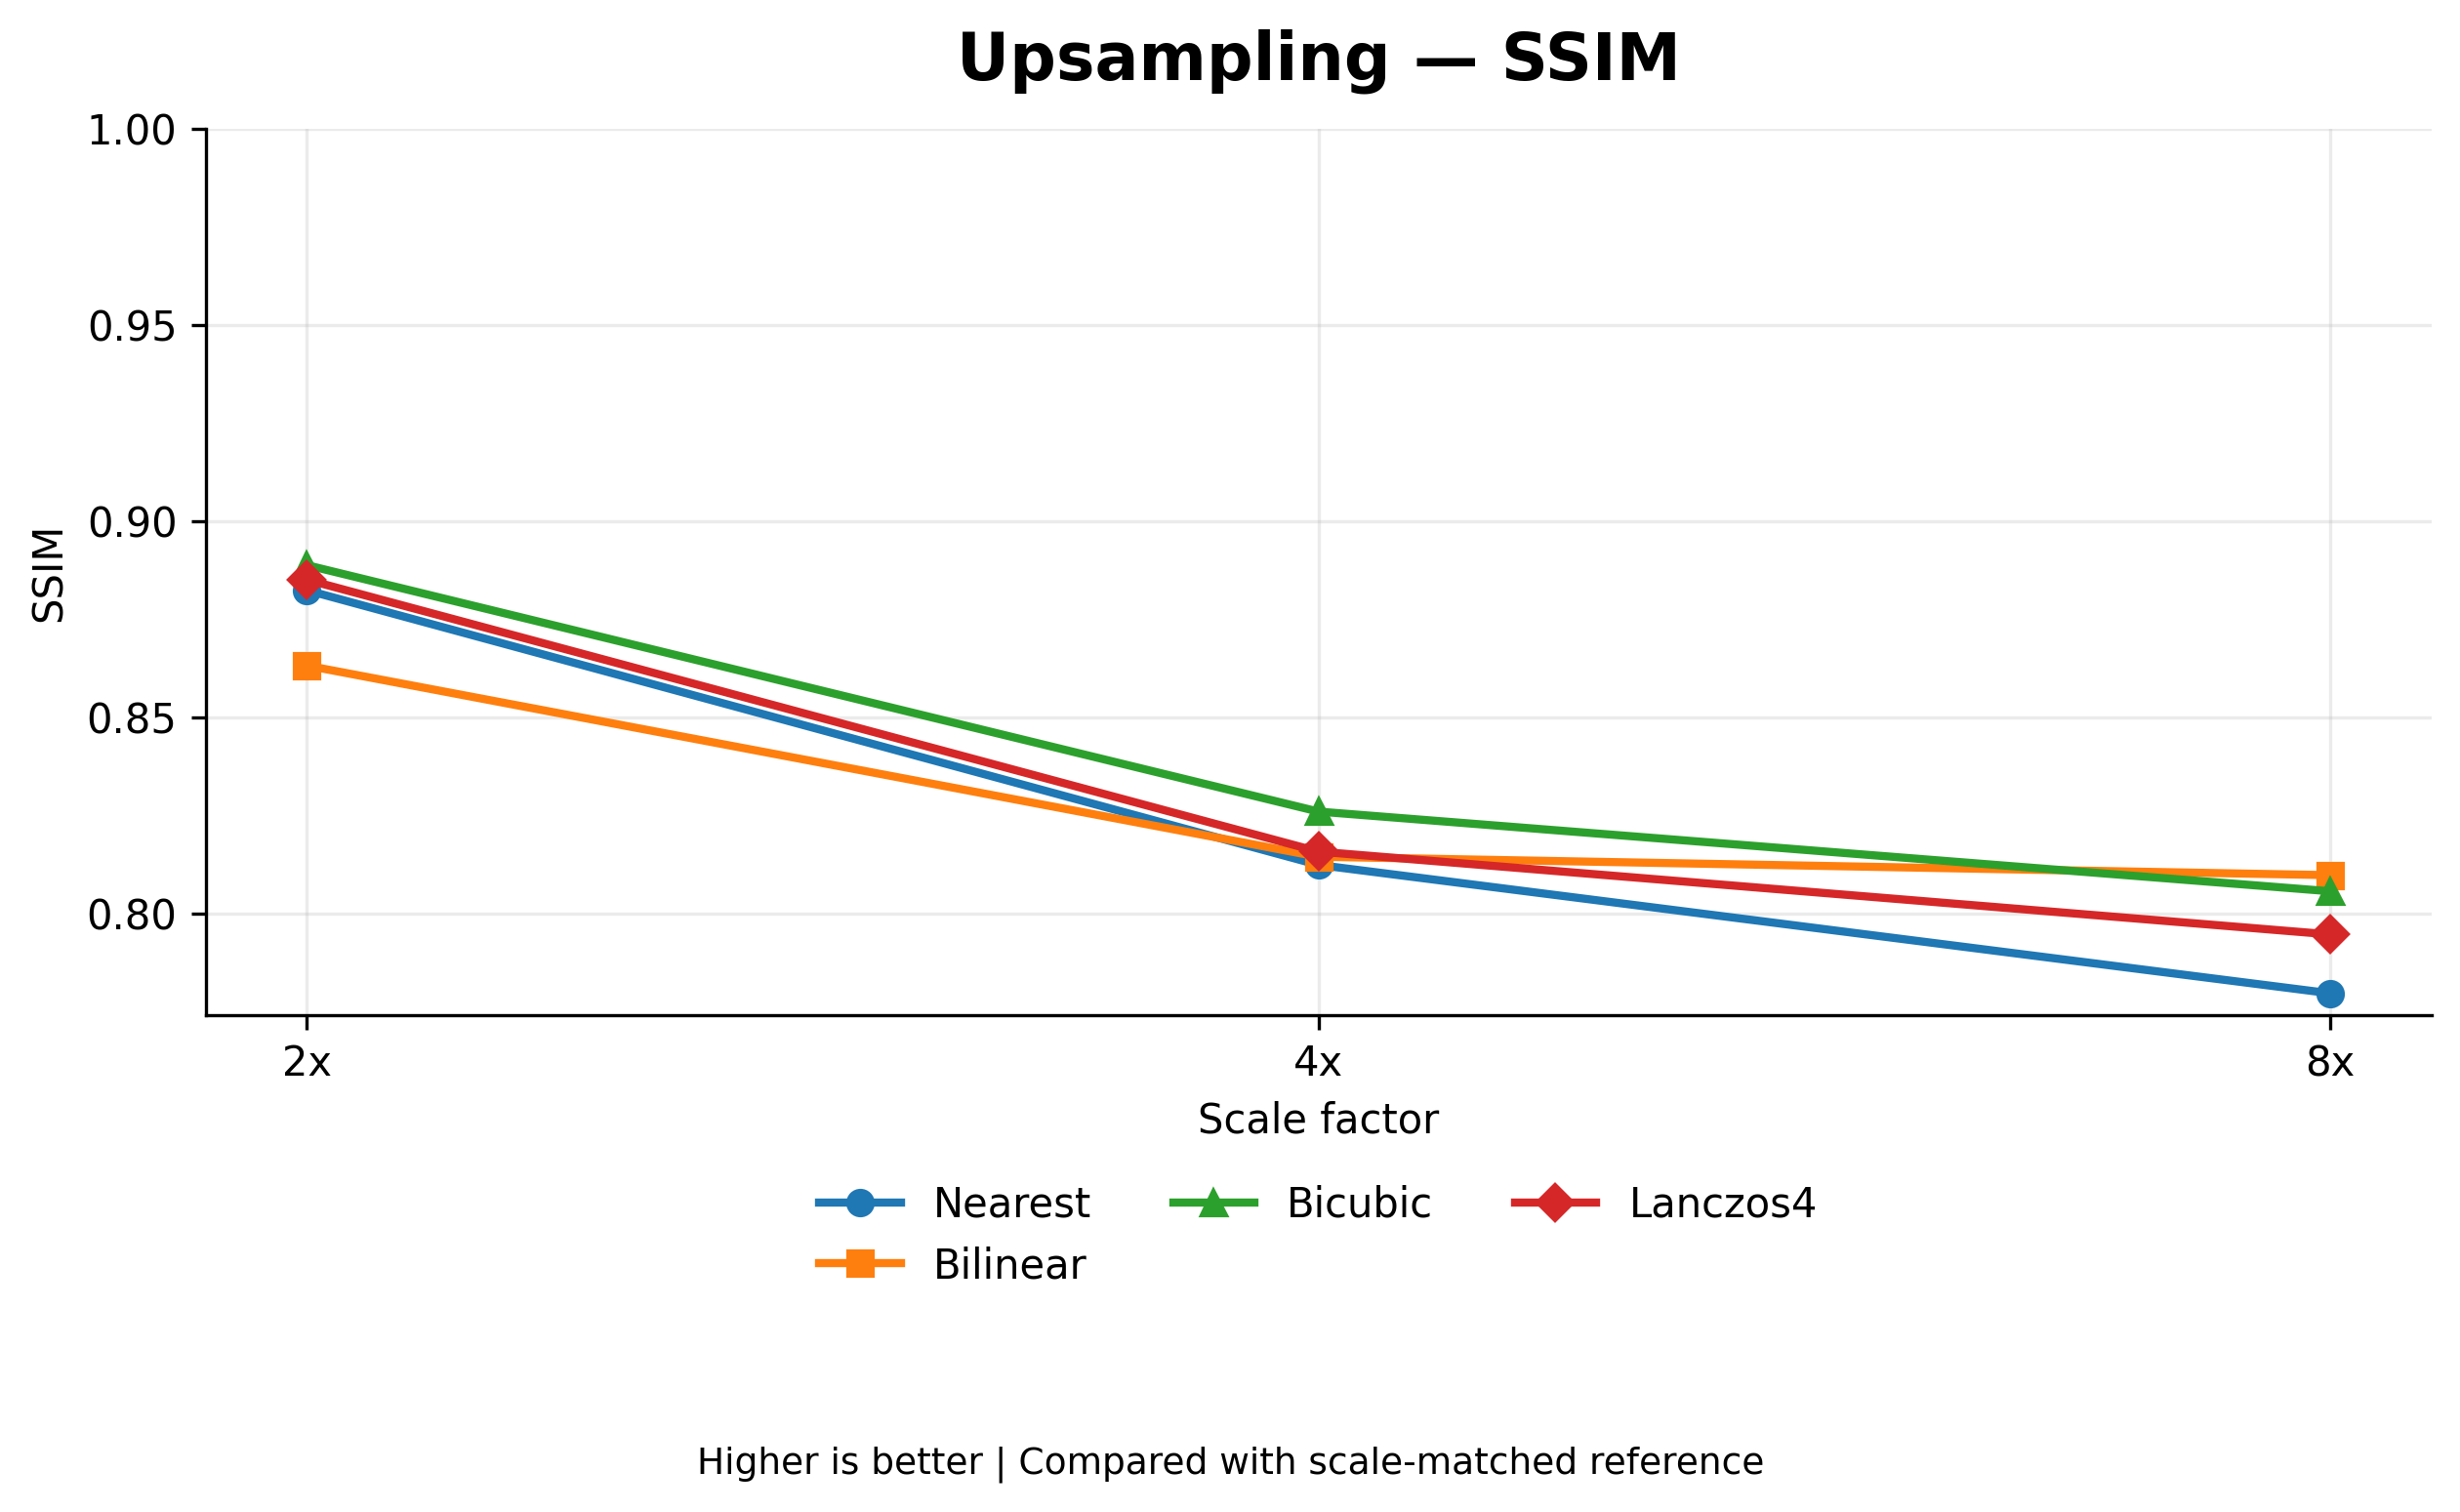 Upsampling — SSIM
1.00
0.95
0.90
0.85
0.80
SSIM
2x 4x 8x
Scale factor
Nearest Bicubic Lanczos4
Bilinear
Higher is better | Compared with scale-matched reference